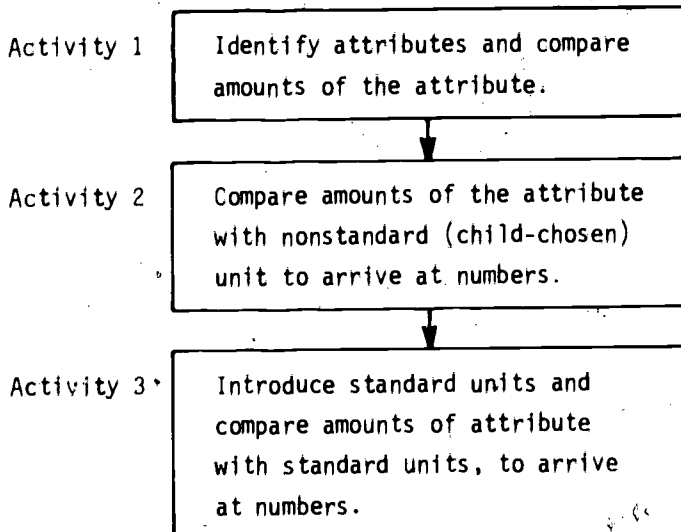 Activity 1
Identify attributes and compare
amounts of the attribute.
Activity 2
Compare amounts of the attribute
with nonstandard (child-chosen)
unit to arrive at numbers.
Activity 3
Introduce standard units and
compare amounts of attribute
with standard units, to arrive
at numbers.